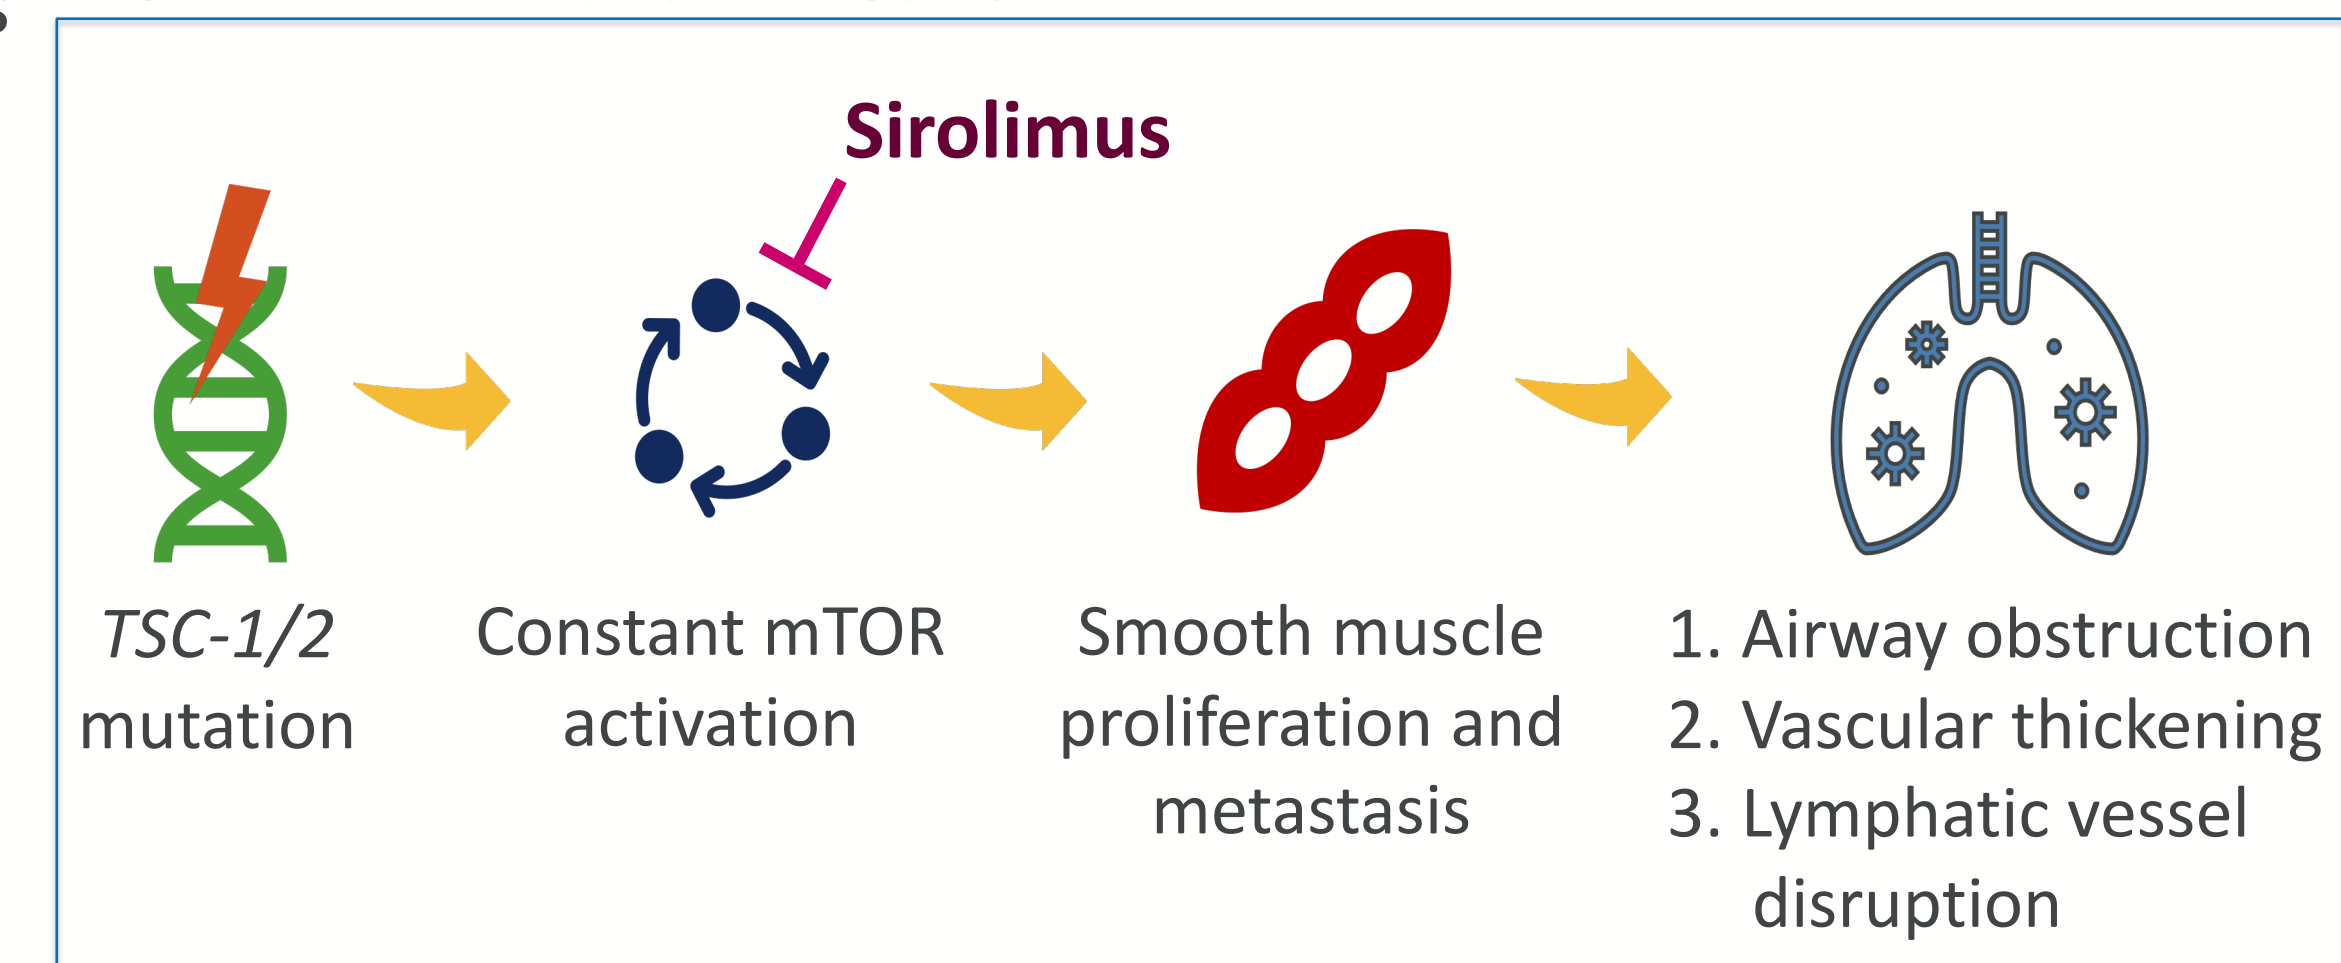 Sirolimus
TSC-1/2
mutation
Constant mTOR
activation
Smooth muscle
proliferation and
metastasis
1. Airway obstruction
2. Vascular thickening
3. Lymphatic vessel
disruption